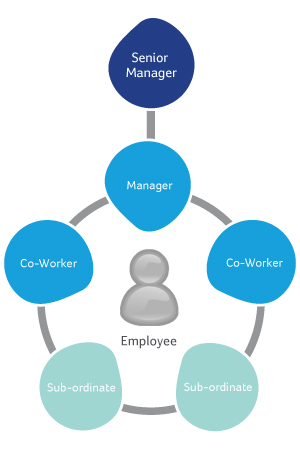 Senior
Manager
Manager
Co-Worker
Co-Worker
Employee
Sub-ordinate
Sub-ordinate